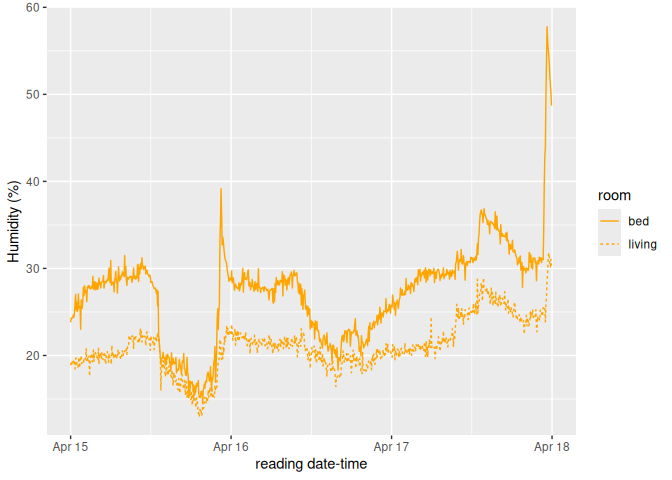 60
50
40
30
20
Humidity (%)
Apr 15
Apr 16
Apr 17
Apr 18
reading date-time
room
bed
living